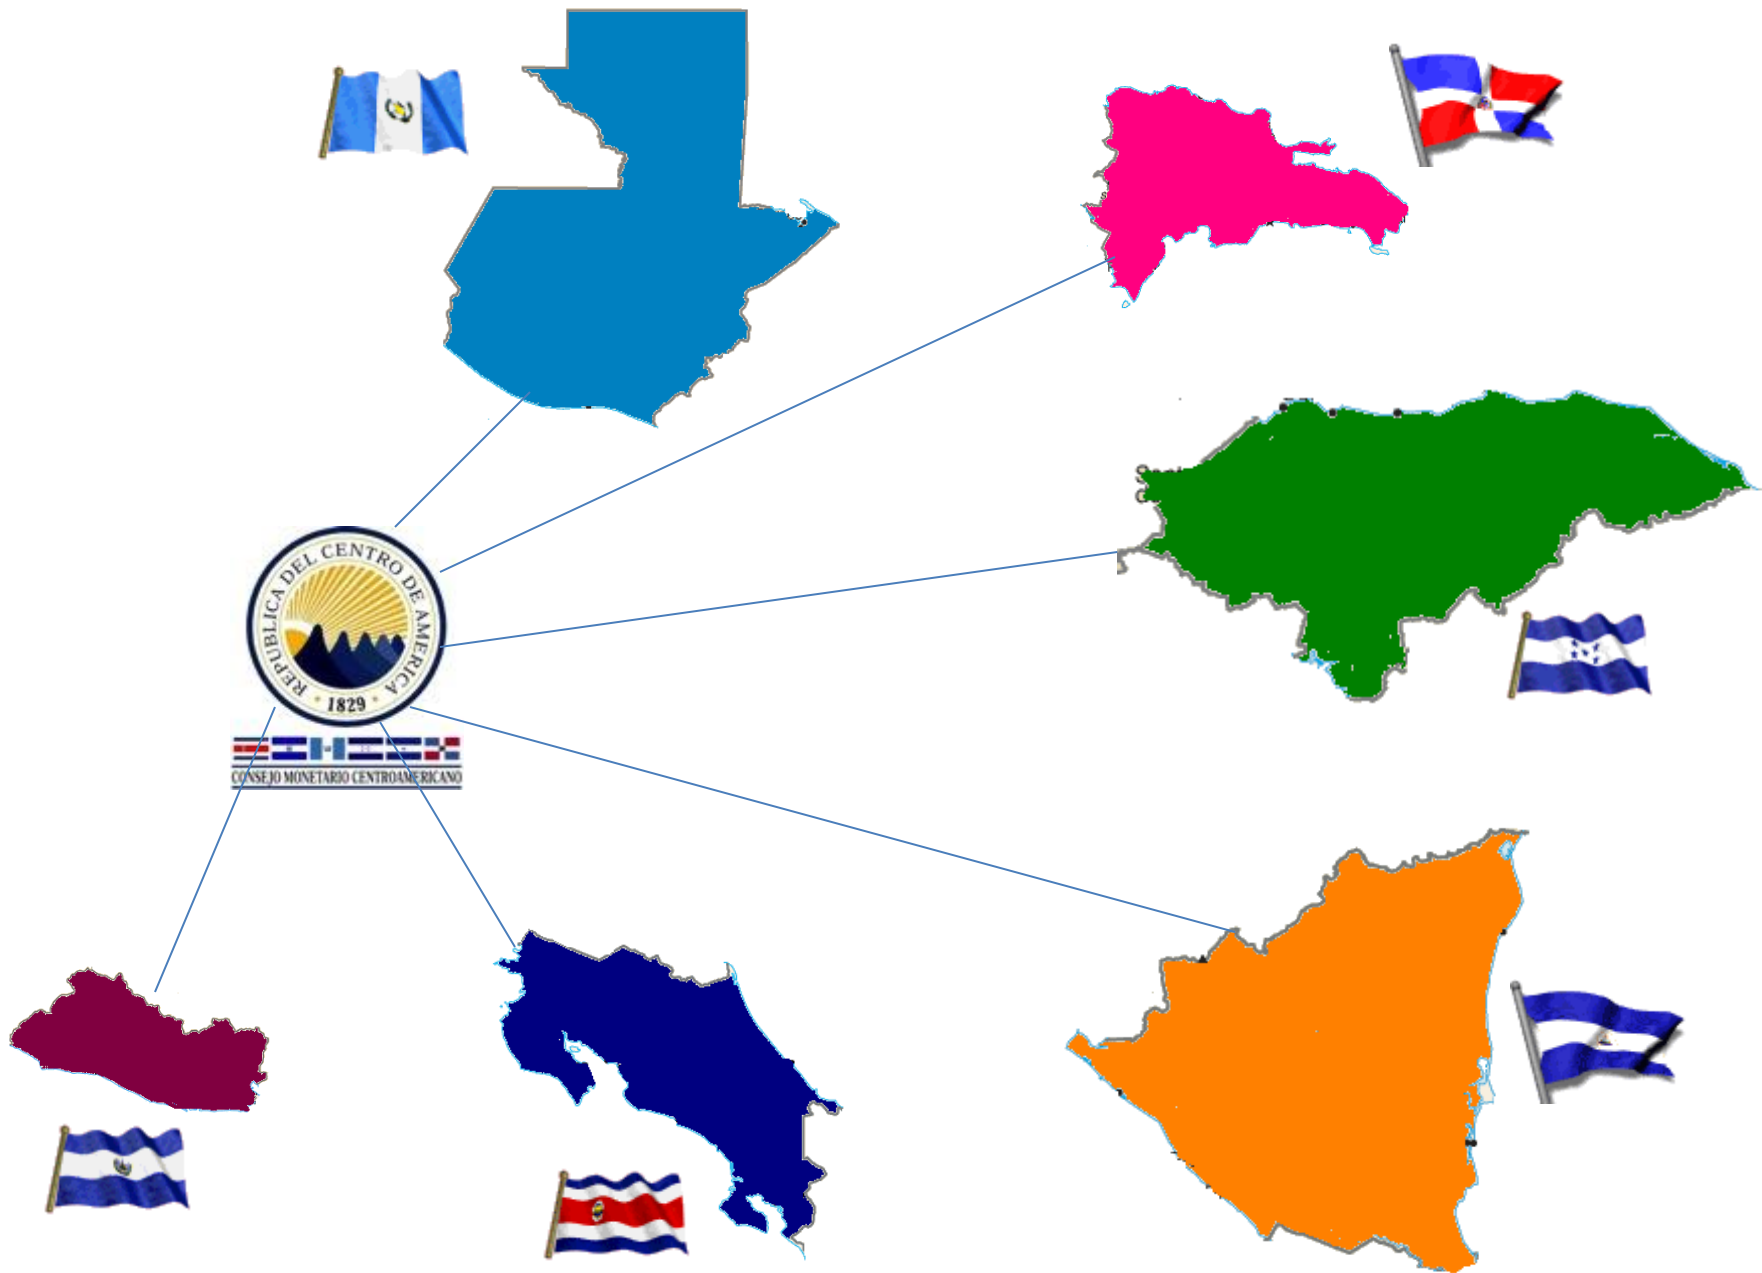 REPUBLICA DEL CENTRO DE AMERICA
· 1829 ·
CONSEJO MONETARIO CENTROAMERICANO